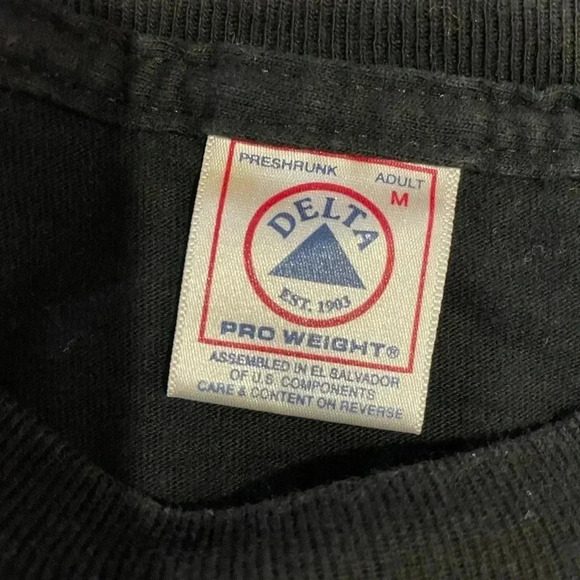 PRESHRUNK ADULT
M
DELTA
EST. 1903
PRO WEIGHT®
ASSEMBLED IN EL SALVADOR
OF U.S. COMPONENTS
CARE & CONTENT ON REVERSE